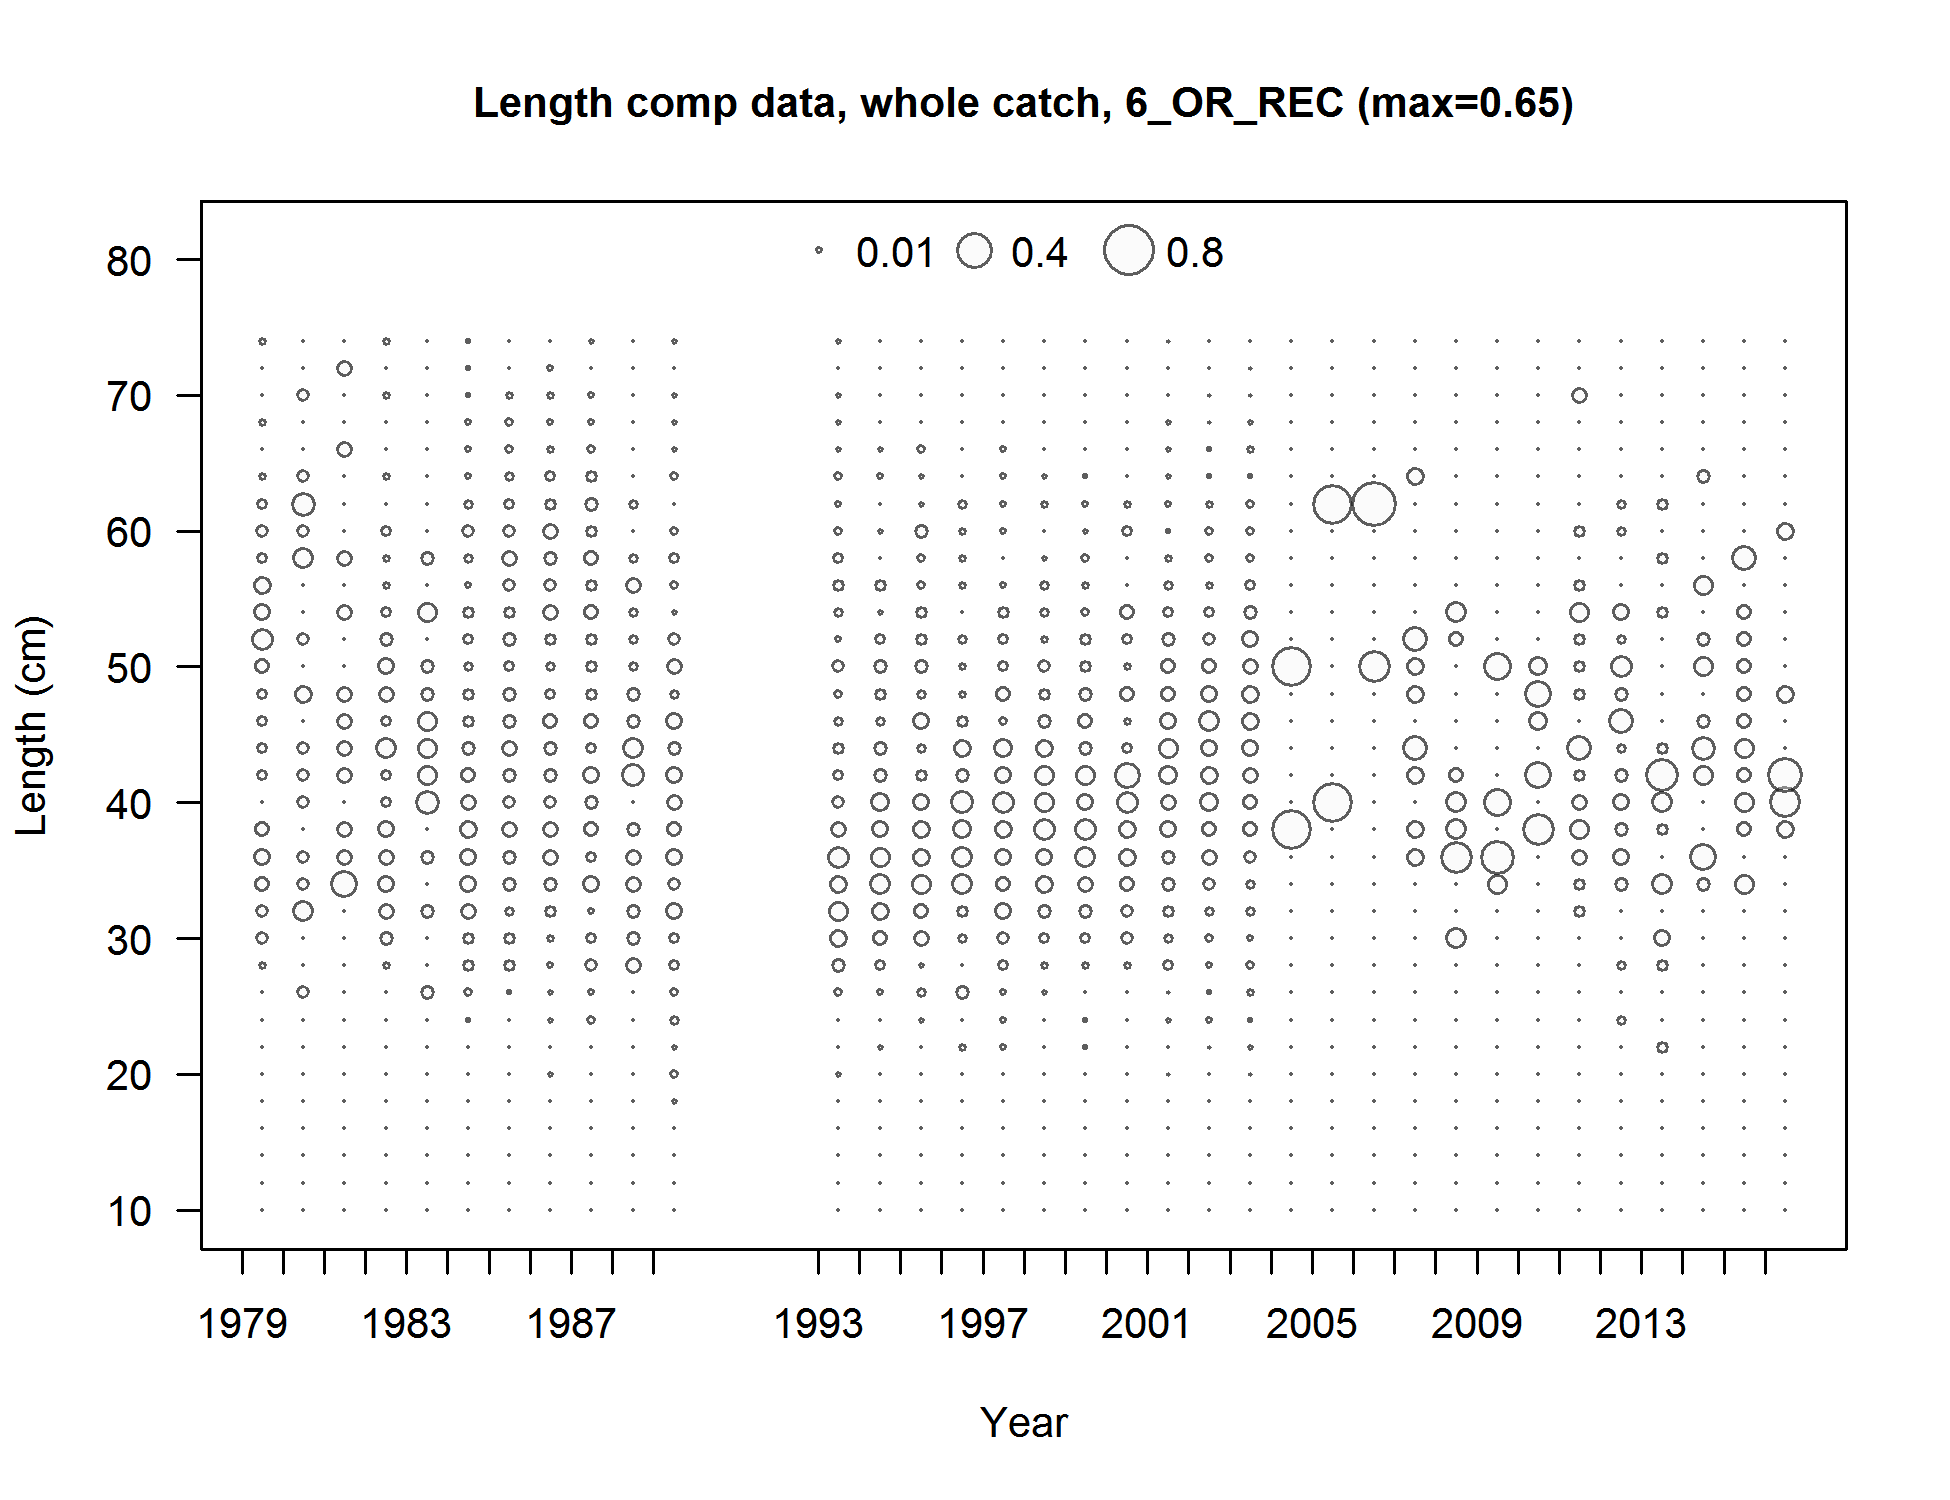 Length comp data, whole catch, 6_OR_REC (max=0.65)
0.01 0.4 0.8
80
70
60
50
40
30
20
10
Length (cm)
1979 1983 1987 1993 1997 2001 2005 2009 2013
Year